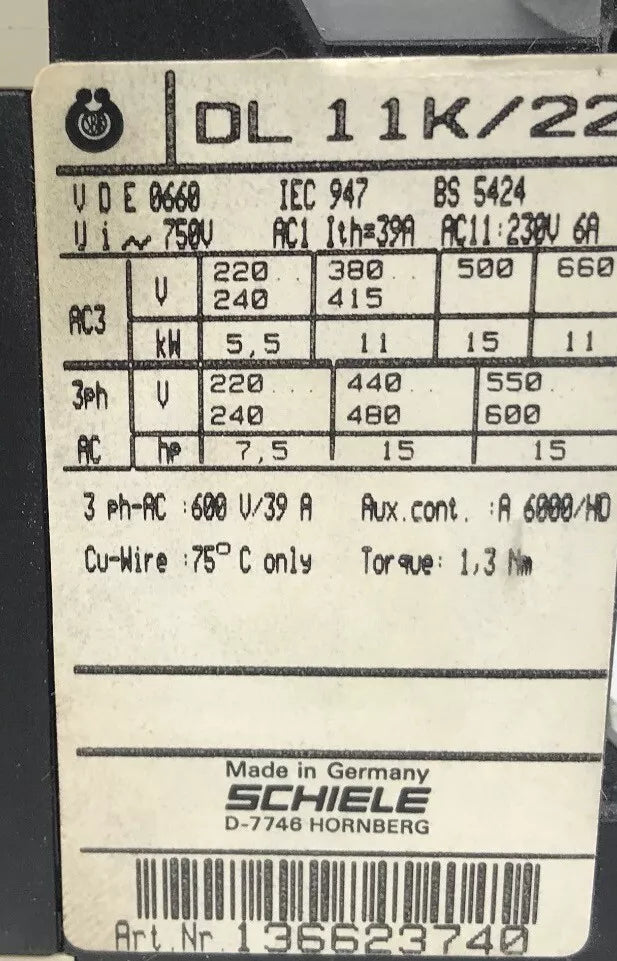 DL 11K/22
VDE 0660 IEC 947 BS 5424
Ui ~ 750V AC1 Ith=39A AC11:230V 6A
AC3 V 220.. 240 380.. 415 500 660
kW 5,5 11 15 11
3ph AC V 220.. 240 440.. 480 550.. 600
hp 7,5 15 15
3 ph-AC :600 V/39 A Aux.cont. :A 6000/HD
Cu-Wire :75° C only Torque: 1,3 Nm
Made in Germany
SCHIELE
D-7746 HORNBERG
Art.Nr. 136623740